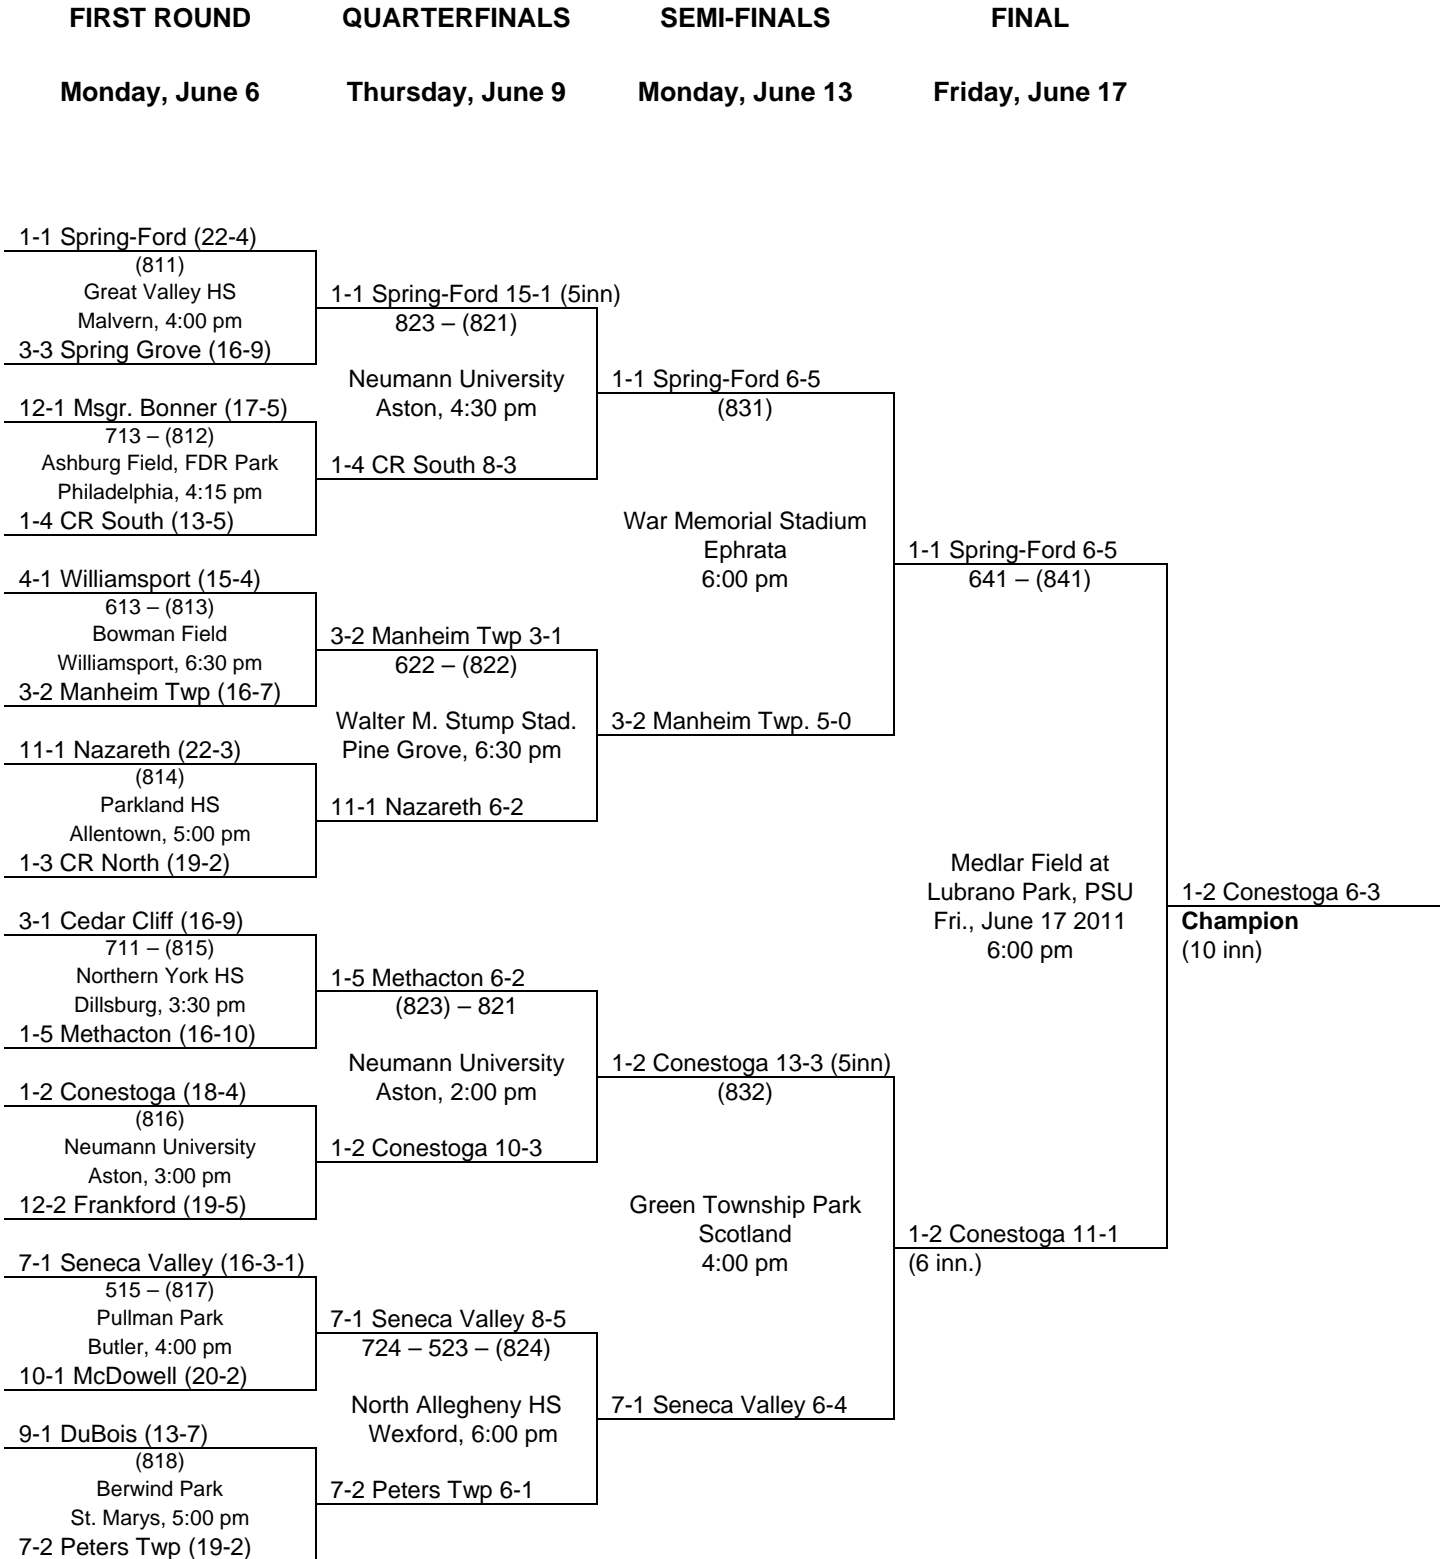 FIRST ROUND
QUARTERFINALS
SEMI-FINALS
FINAL
Monday, June 6
Thursday, June 9
Monday, June 13
Friday, June 17
1-1 Spring-Ford (22-4)
(811)
Great Valley HS
Malvern, 4:00 pm
3-3 Spring Grove (16-9)
12-1 Msgr. Bonner (17-5)
713 – (812)
Ashburg Field, FDR Park
Philadelphia, 4:15 pm
1-4 CR South (13-5)
4-1 Williamsport (15-4)
613 – (813)
Bowman Field
Williamsport, 6:30 pm
3-2 Manheim Twp (16-7)
11-1 Nazareth (22-3)
(814)
Parkland HS
Allentown, 5:00 pm
1-3 CR North (19-2)
3-1 Cedar Cliff (16-9)
711 – (815)
Northern York HS
Dillsburg, 3:30 pm
1-5 Methacton (16-10)
1-2 Conestoga (18-4)
(816)
Neumann University
Aston, 3:00 pm
12-2 Frankford (19-5)
7-1 Seneca Valley (16-3-1)
515 – (817)
Pullman Park
Butler, 4:00 pm
10-1 McDowell (20-2)
9-1 DuBois (13-7)
(818)
Berwind Park
St. Marys, 5:00 pm
7-2 Peters Twp (19-2)
1-1 Spring-Ford 15-1 (5inn)
823 – (821)
Neumann University
Aston, 4:30 pm
1-4 CR South 8-3
3-2 Manheim Twp 3-1
622 – (822)
Walter M. Stump Stad.
Pine Grove, 6:30 pm
11-1 Nazareth 6-2
1-5 Methacton 6-2
(823) – 821
Neumann University
Aston, 2:00 pm
1-2 Conestoga 10-3
7-1 Seneca Valley 8-5
724 – 523 – (824)
North Allegheny HS
Wexford, 6:00 pm
7-2 Peters Twp 6-1
1-1 Spring-Ford 6-5
(831)
War Memorial Stadium
Ephrata
6:00 pm
3-2 Manheim Twp. 5-0
1-2 Conestoga 13-3 (5inn)
(832)
Green Township Park
Scotland
4:00 pm
7-1 Seneca Valley 6-4
1-1 Spring-Ford 6-5
641 – (841)
Medlar Field at
Lubrano Park, PSU
Fri., June 17 2011
6:00 pm
1-2 Conestoga 11-1
(6 inn.)
1-2 Conestoga 6-3
Champion
(10 inn)